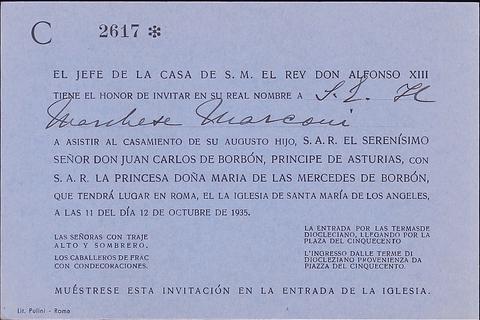 C 2617 *
EL JEFE DE LA CASA DE S. M. EL REY DON ALFONSO XIII
TIENE EL HONOR DE INVITAR EN SU REAL NOMBRE A S. E.
Marchese Marconi
A ASISTIR AL CASAMIENTO DE SU AUGUSTO HIJO, S. A. R. EL SERENÍSIMO
SEÑOR DON JUAN CARLOS DE BORBÓN, PRINCIPE DE ASTURIAS, CON
S. A. R. LA PRINCESA DOÑA MARIA DE LAS MERCEDES DE BORBÓN,
QUE TENDRÁ LUGAR EN ROMA, EL LA IGLESIA DE SANTA MARÍA DE LOS ANGELES,
A LAS 11 DEL DÍA 12 DE OCTUBRE DE 1935.
LAS SEÑORAS CON TRAJE
ALTO Y SOMBRERO.
LOS CABALLEROS DE FRAC
CON CONDECORACIONES.
LA ENTRADA POR LAS TERMASDE
DIOCLECIANO, LLEGANDO POR LA
PLAZA DEL CINQUECENTO
L'INGRESSO DALLE TERME DI
DIOCLEZIANO PROVENIENZA DA
PIAZZA DEL CINQUECENTO.
MUÉSTRESE ESTA INVITACIÓN EN LA ENTRADA DE LA IGLESIA.
Lit. Pulini - Roma